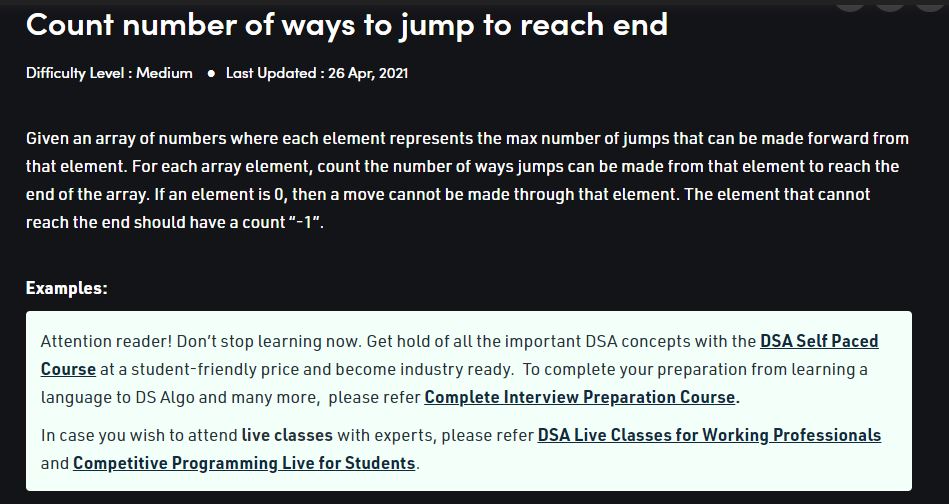 Count number of ways to jump to reach end
Difficulty Level : Medium ● Last Updated : 26 Apr, 2021
Given an array of numbers where each element represents the max number of jumps that can be made forward from
that element. For each array element, count the number of ways jumps can be made from that element to reach the
end of the array. If an element is 0, then a move cannot be made through that element. The element that cannot
reach the end should have a count “-1”.
Examples:
Attention reader! Don’t stop learning now. Get hold of all the important DSA concepts with the DSA Self Paced
Course at a student-friendly price and become industry ready.  To complete your preparation from learning a
language to DS Algo and many more,  please refer Complete Interview Preparation Course.
In case you wish to attend live classes with experts, please refer DSA Live Classes for Working Professionals
and Competitive Programming Live for Students.